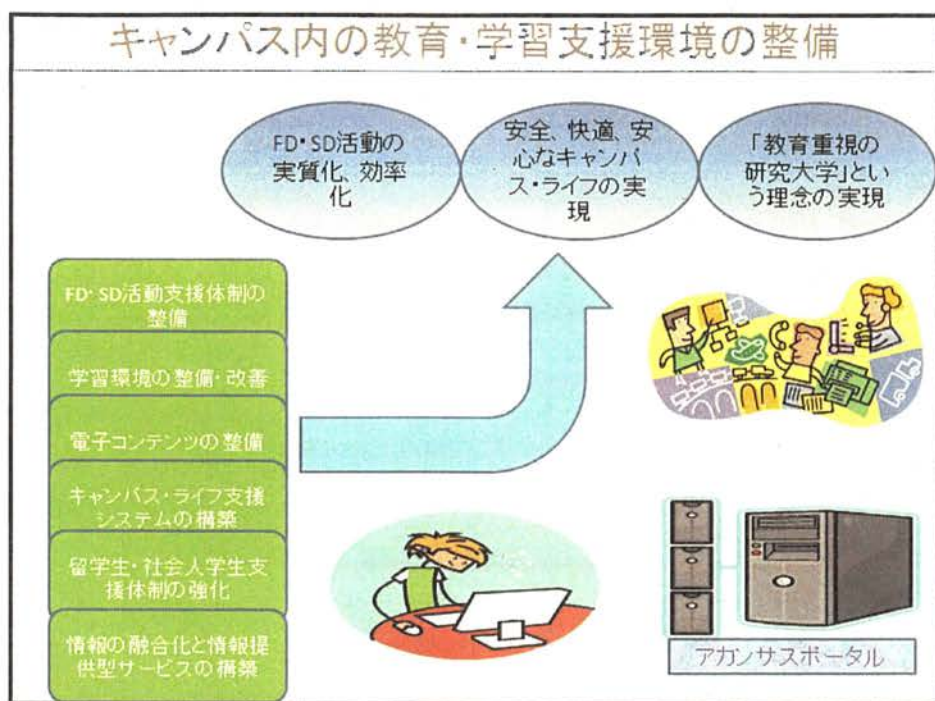 キャンパス内の教育・学習支援環境の整備
FD・SD活動の
実質化、効率
化
安全、快適、安
心なキャンパ
ス・ライフの実
現
「教育重視の
研究大学」とい
う理念の実現
FD・SD活動支援体制の
整備
学習環境の整備・改善
電子コンテンツの整備
キャンパス・ライフ支援
システムの構築
留学生・社会人学生支
援体制の強化
情報の融合化と情報提
供型サービスの構築
アカンサスポータル